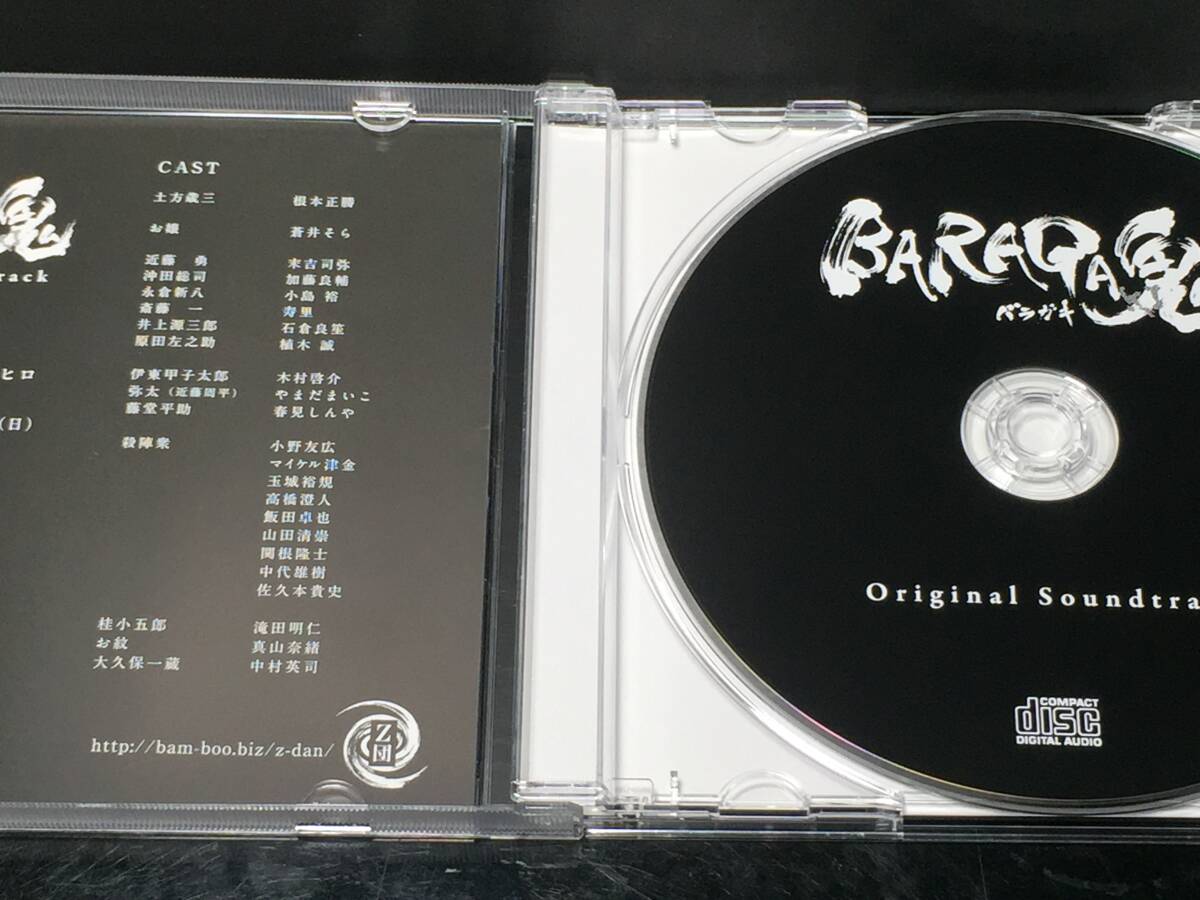 鬼
rack
ヒロ
(日)
CAST
土方歳三 根本正勝
お雄 蒼井そら
近藤 勇 末吉司弥
沖田総司 加藤良輔
永倉新八 小島 裕
斎藤 一 寿里
井上源三郎 石倉良笙
原田左之助 植木 誠
伊東甲子太郎 木村啓介
弥太(近藤周平) やまだまいこ
藤堂平助 春見しんや
殺陣衆 小野友広
マイケル津金
玉城裕規
高橋澄人
飯田卓也
山田清崇
関根隆士
中代雄樹
佐久本貴史
桂小五郎 滝田明仁
お紋 真山奈緒
大久保一蔵 中村英司
http://bam-boo.biz/z-dan/
Z団
BARAGA鬼
バラガキ
Original Soundtra
COMPACT
disc
DIGITAL AUDIO